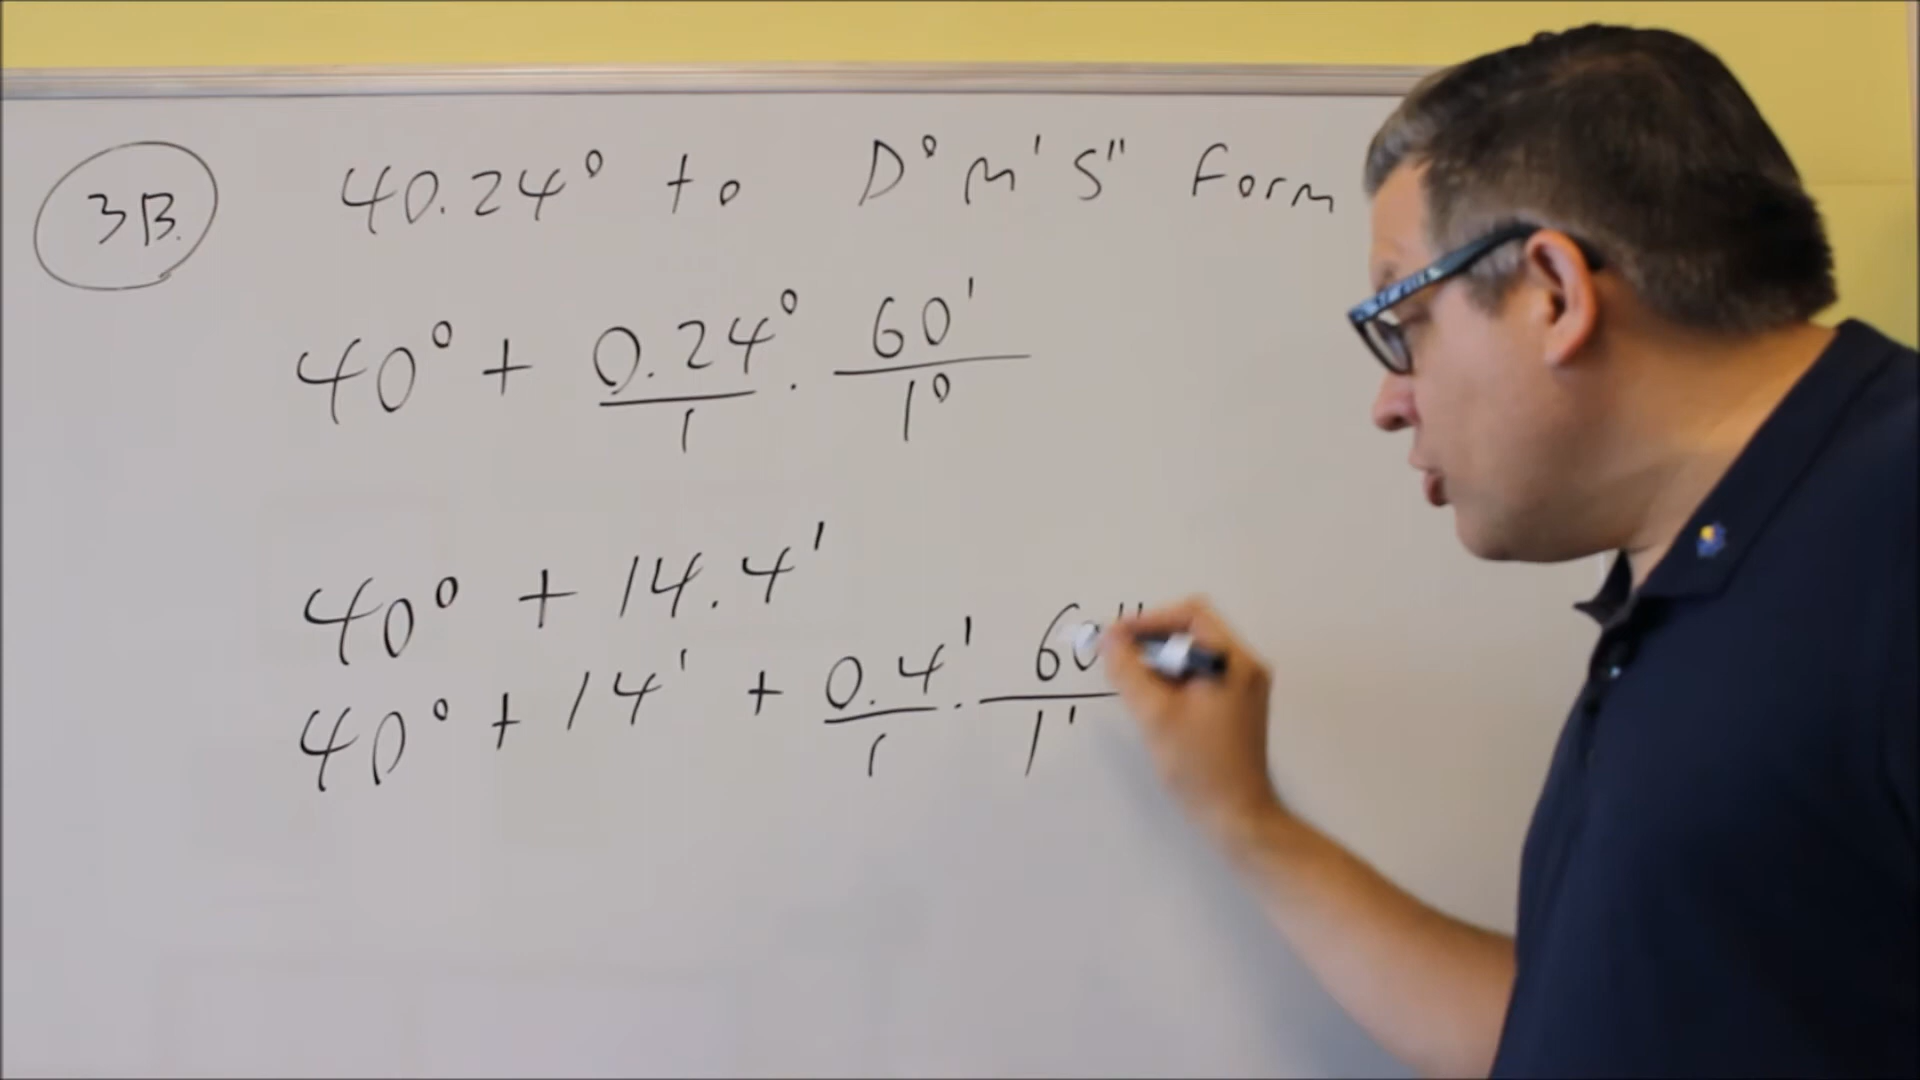 3B.
40.24° to D° M' S" Form
40° + 0.24°/1 · 60'/1°
40° + 14.4'
40° + 14' + 0.4'/1 · 60"/1'